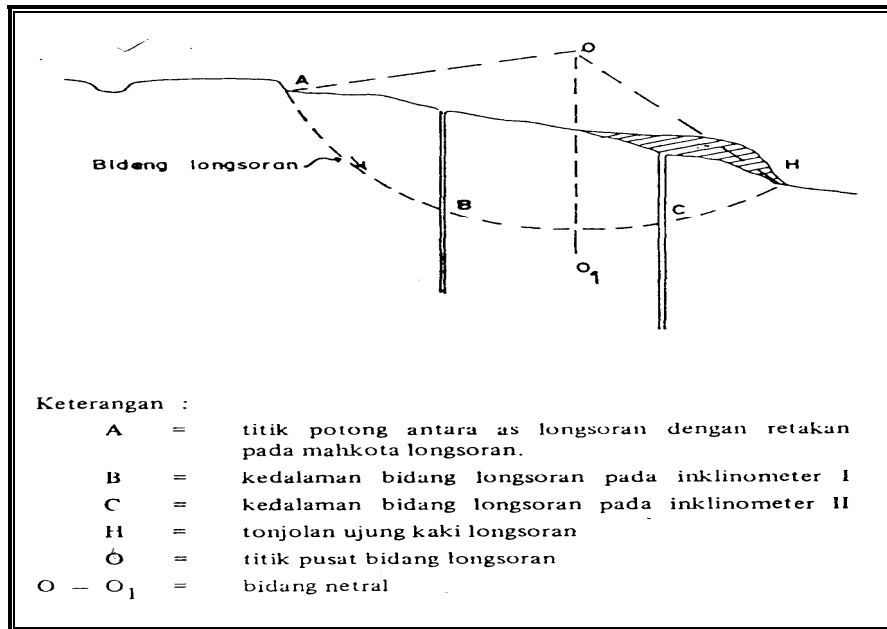 O
A
Bideng longsoran
H
B
C
O1
Keterangan :
A = titik potong antara as longsoran dengan retakan
pada mahkota longsoran.
B = kedalaman bidang longsoran pada inklinometer I
C = kedalaman bidang longsoran pada inklinometer II
H = tonjolan ujung kaki longsoran
O = titik pusat bidang longsoran
O – O1 = bidang netral